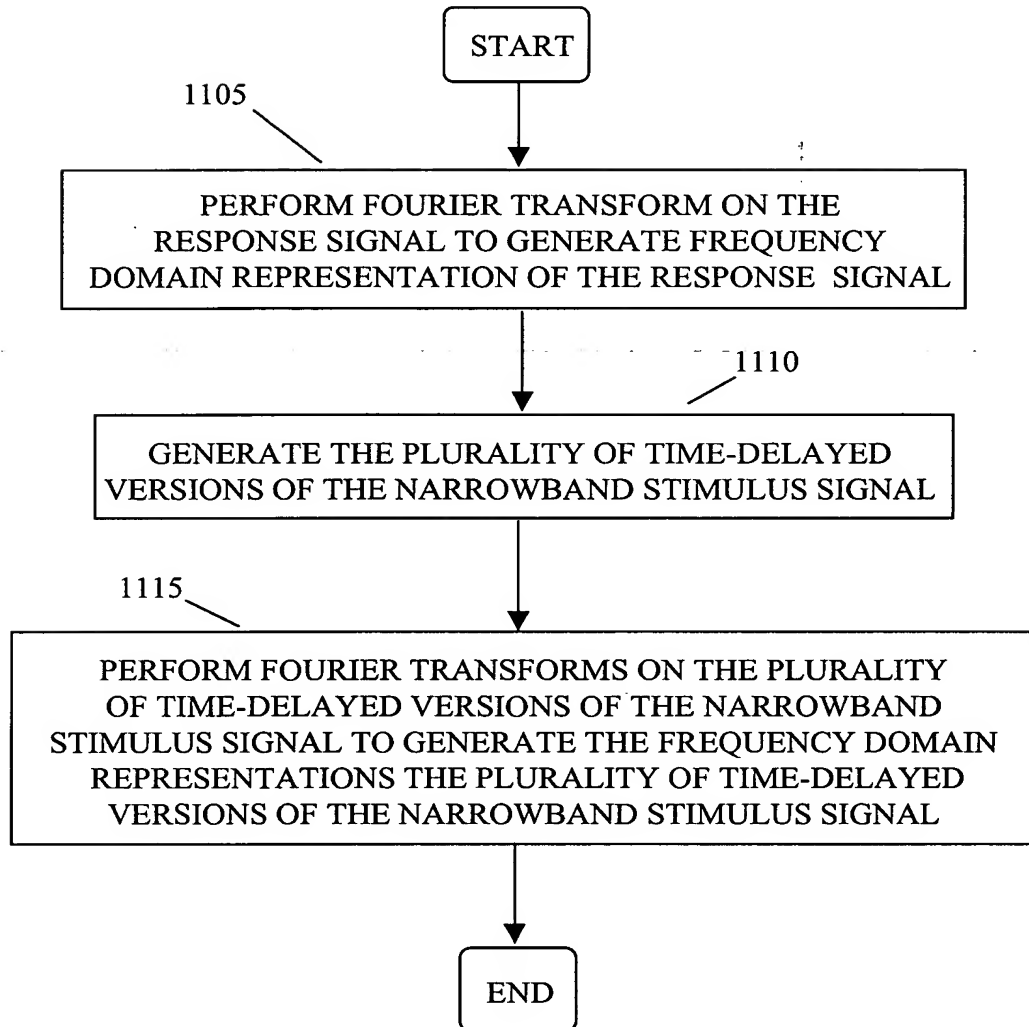 START
1105
PERFORM FOURIER TRANSFORM ON THE
RESPONSE SIGNAL TO GENERATE FREQUENCY
DOMAIN REPRESENTATION OF THE RESPONSE SIGNAL
1110
GENERATE THE PLURALITY OF TIME-DELAYED
VERSIONS OF THE NARROWBAND STIMULUS SIGNAL
1115
PERFORM FOURIER TRANSFORMS ON THE PLURALITY
OF TIME-DELAYED VERSIONS OF THE NARROWBAND
STIMULUS SIGNAL TO GENERATE THE FREQUENCY DOMAIN
REPRESENTATIONS THE PLURALITY OF TIME-DELAYED
VERSIONS OF THE NARROWBAND STIMULUS SIGNAL
END